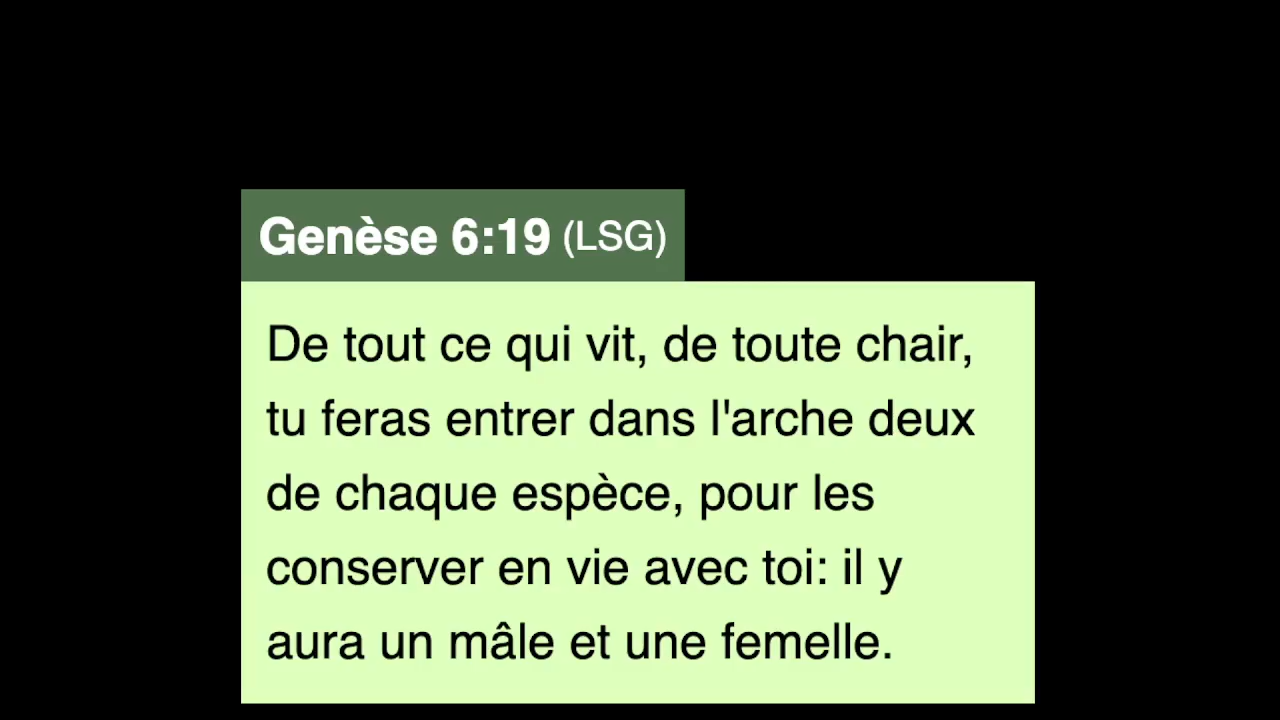 Genèse 6:19 (LSG)
De tout ce qui vit, de toute chair,
tu feras entrer dans l'arche deux
de chaque espèce, pour les
conserver en vie avec toi: il y
aura un mâle et une femelle.